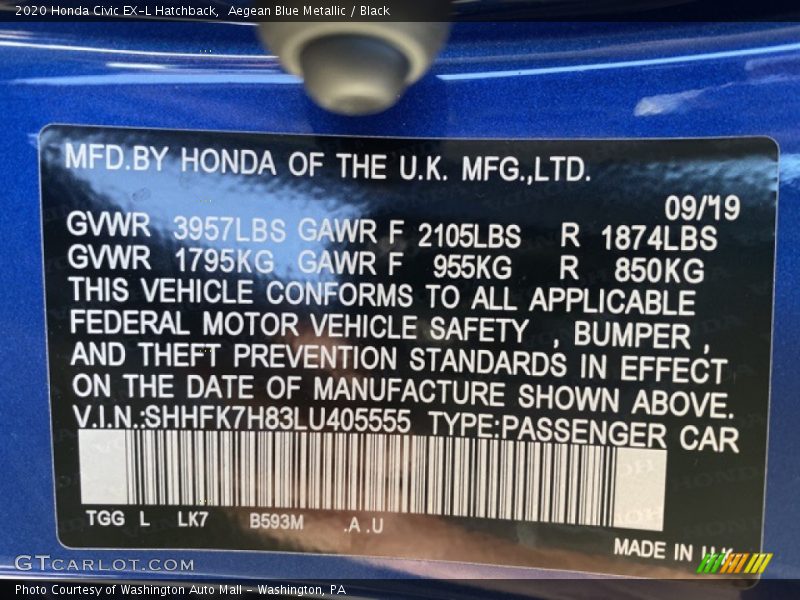 2020 Honda Civic EX-L Hatchback, Aegean Blue Metallic / Black
MFD.BY HONDA OF THE U.K. MFG.,LTD.
09/'19
GVWR 3957LBS GAWR F 2105LBS R 1874LBS
GVWR 1795KG GAWR F 955KG R 850KG
THIS VEHICLE CONFORMS TO ALL APPLICABLE
FEDERAL MOTOR VEHICLE SAFETY , BUMPER ,
AND THEFT PREVENTION STANDARDS IN EFFECT
ON THE DATE OF MANUFACTURE SHOWN ABOVE.
V.I.N.:SHHFK7H83LU405555 TYPE:PASSENGER CAR
TGG L LK7 B593M .A .U
MADE IN
GTCARLOT.COM
Photo Courtesy of Washington Auto Mall - Washington, PA